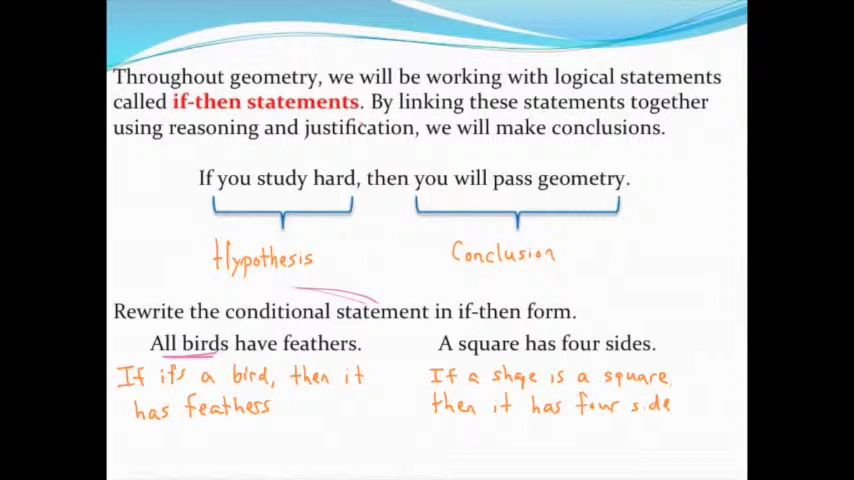 Throughout geometry, we will be working with logical statements
called if-then statements. By linking these statements together
using reasoning and justification, we will make conclusions.
If you study hard, then you will pass geometry.
Hypothesis Conclusion
Rewrite the conditional statement in if-then form.
All birds have feathers. A square has four sides.
If it's a bird, then it
has feathers
If a shape is a square,
then it has four side